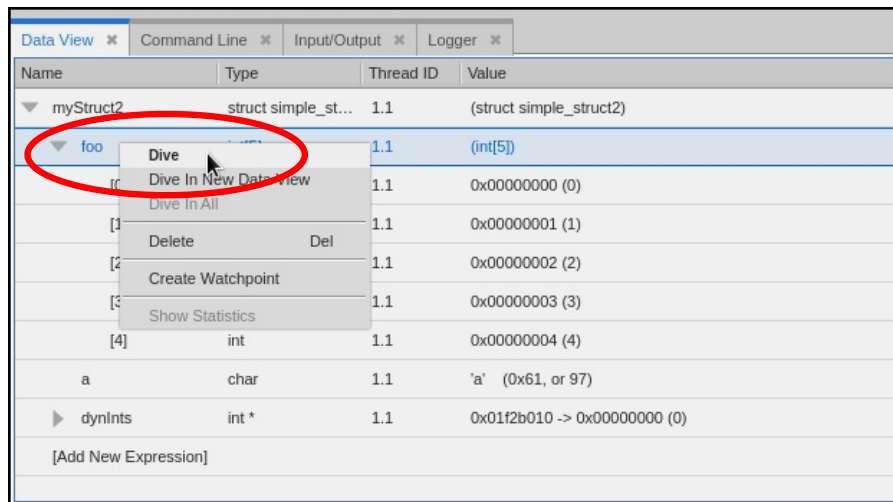 Data View Command Line Input/Output Logger
Name Type Thread ID Value
myStruct2 struct simple_st... 1.1 (struct simple_struct2)
foo 1.1 (int[5])
Dive
Dive In New Data View 1.1 0x00000000 (0)
Dive In All
1.1 0x00000001 (1)
Delete Del
1.1 0x00000002 (2)
Create Watchpoint
1.1 0x00000003 (3)
Show Statistics
[4] int 1.1 0x00000004 (4)
a char 1.1 'a' (0x61, or 97)
dynInts int * 1.1 0x01f2b010 -> 0x00000000 (0)
[Add New Expression]